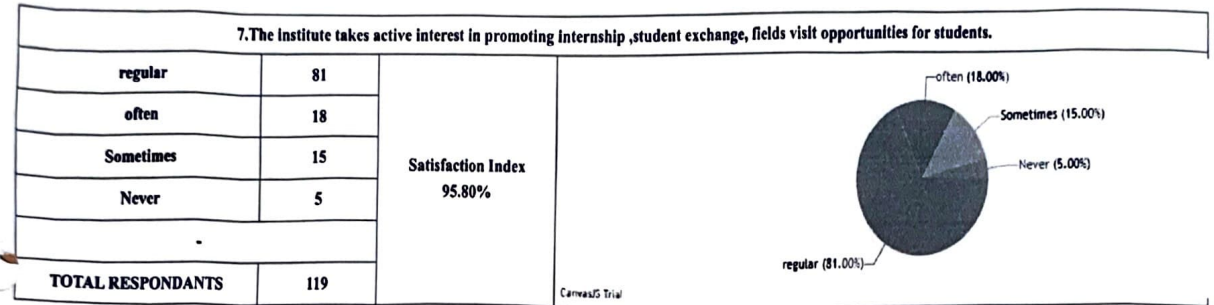 7.The institute takes active interest in promoting internship ,student exchange, fields visit opportunities for students.
regular 81
often 18
Sometimes 15
Never 5
-
TOTAL RESPONDANTS 119
Satisfaction Index
95.80%
often (18.00%)
Sometimes (15.00%)
Never (5.00%)
regular (81.00%)
CanvasJS Trial